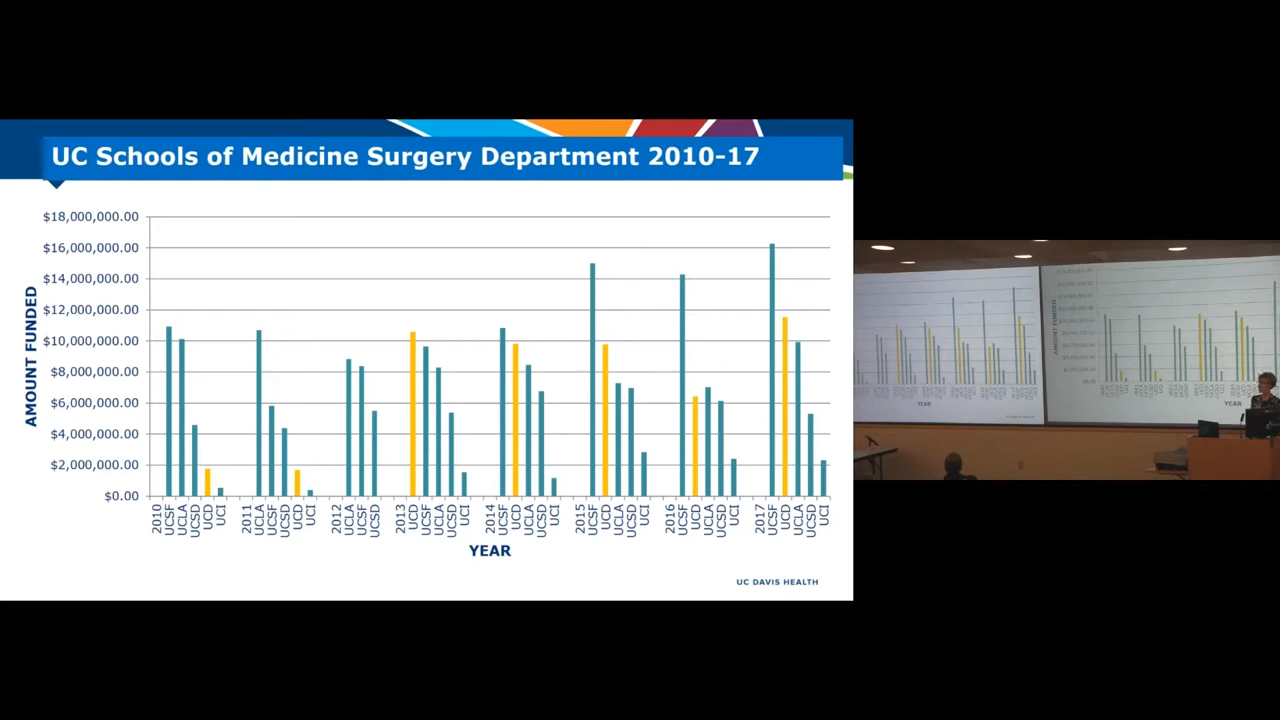 UC Schools of Medicine Surgery Department 2010-17
$18,000,000.00
$16,000,000.00
$14,000,000.00
$12,000,000.00
$10,000,000.00
$8,000,000.00
$6,000,000.00
$4,000,000.00
$2,000,000.00
$0.00
AMOUNT FUNDED
2010
UCSF
UCLA
UCSD
UCD
UCI
2011
UCLA
UCSF
UCSD
UCD
UCI
2012
UCLA
UCSF
UCSD
2013
UCD
UCSF
UCLA
UCSD
UCI
2014
UCSF
UCD
UCLA
UCSD
UCI
2015
UCSF
UCD
UCLA
UCSD
UCI
2016
UCSF
UCD
UCLA
UCSD
UCI
2017
UCSF
UCD
UCLA
UCSD
UCI
YEAR
UC DAVIS HEALTH
AMOUNT FUNDED
YEAR
YEAR